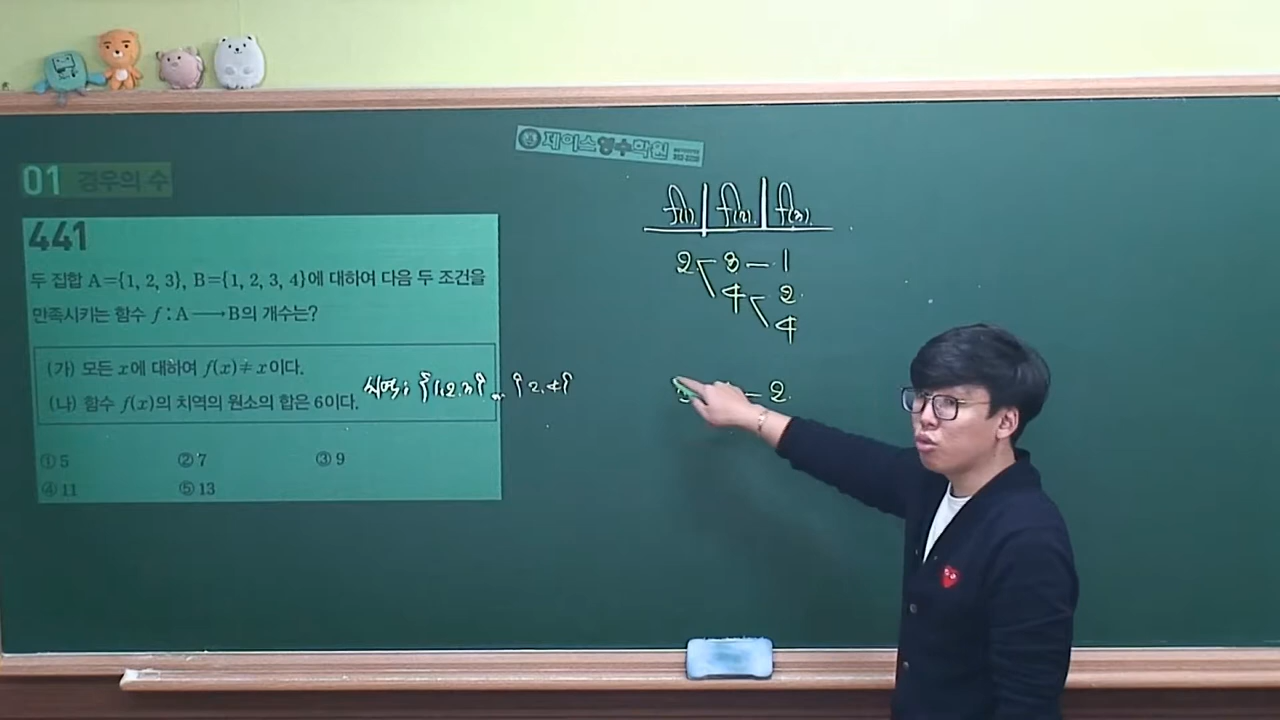 제이스영수학원
01 경우의 수
441
두 집합 A={1, 2, 3}, B={1, 2, 3, 4}에 대하여 다음 두 조건을
만족시키는 함수 f : A ⟶ B의 개수는?
(가) 모든 x에 대하여 f(x)≠x이다.
(나) 함수 f(x)의 치역의 원소의 합은 6이다.
치역: {1,2,3} or {2,4}
① 5 ② 7 ③ 9
④ 11 ⑤ 13
f(1) f(2) f(3)
2 3 — 1
4 2
4
— 2